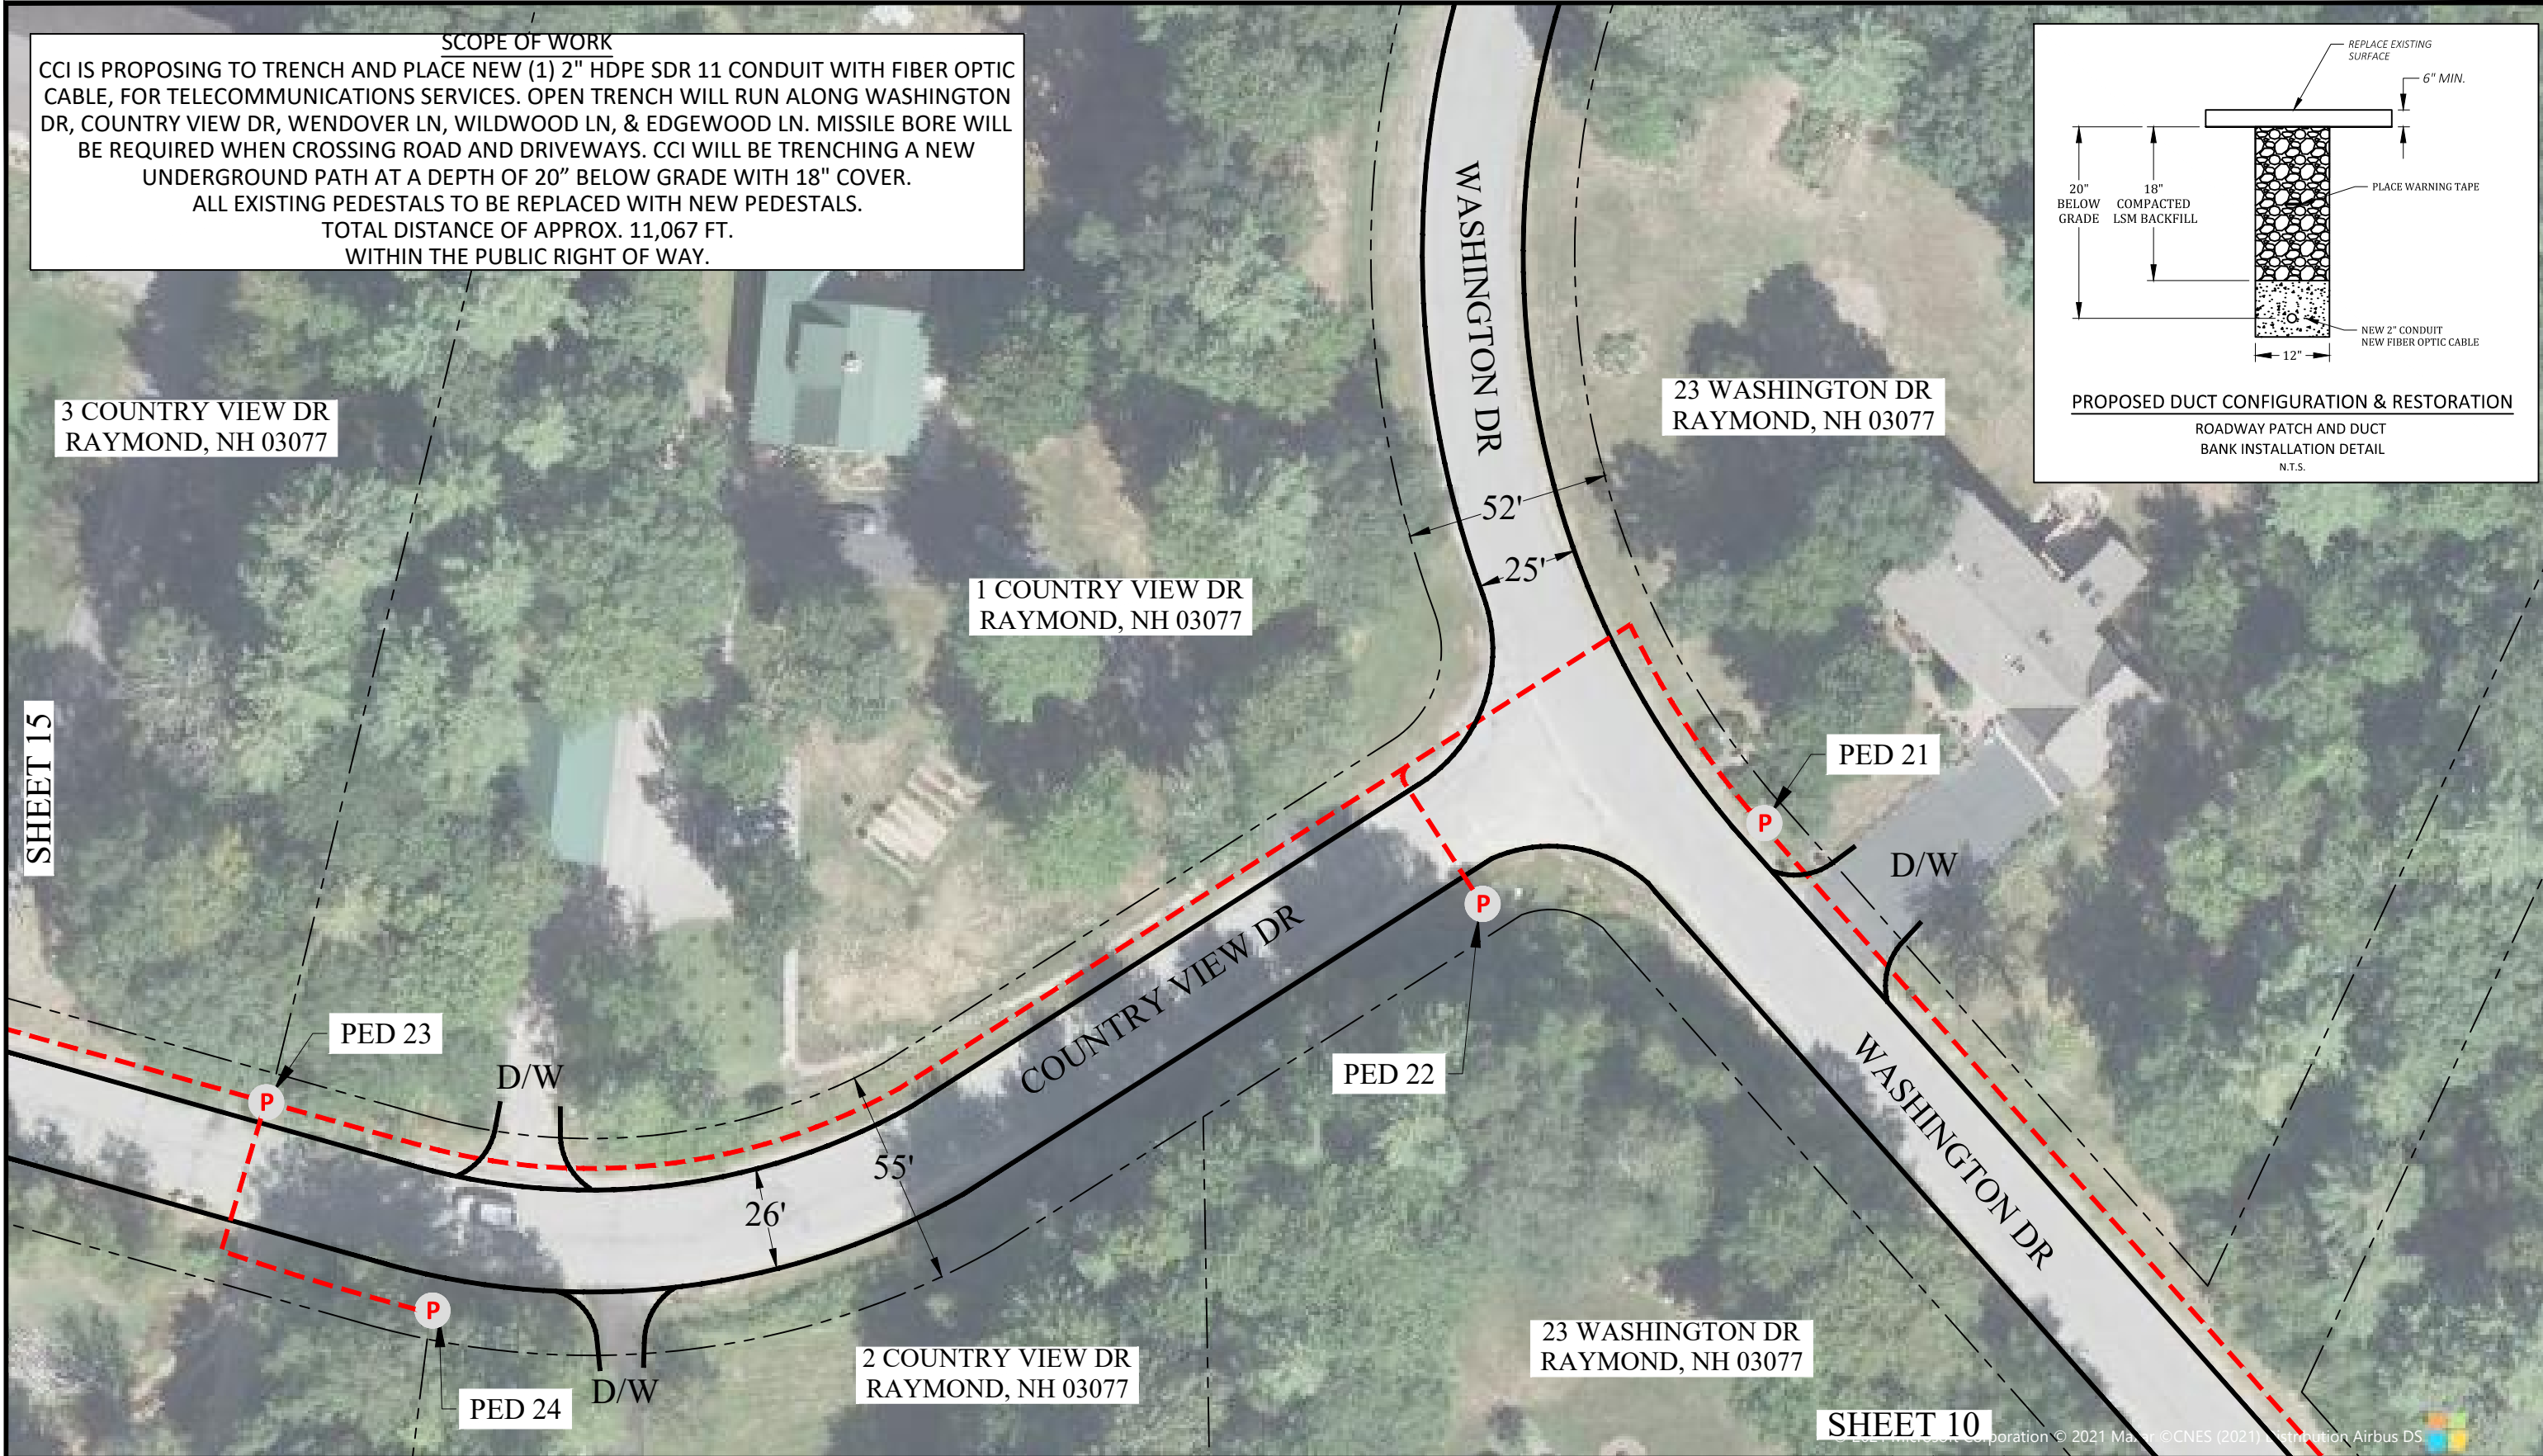 SCOPE OF WORK
CCI IS PROPOSING TO TRENCH AND PLACE NEW (1) 2" HDPE SDR 11 CONDUIT WITH FIBER OPTIC
CABLE, FOR TELECOMMUNICATIONS SERVICES. OPEN TRENCH WILL RUN ALONG WASHINGTON
DR, COUNTRY VIEW DR, WENDOVER LN, WILDWOOD LN, & EDGEWOOD LN. MISSILE BORE WILL
BE REQUIRED WHEN CROSSING ROAD AND DRIVEWAYS. CCI WILL BE TRENCHING A NEW
UNDERGROUND PATH AT A DEPTH OF 20” BELOW GRADE WITH 18" COVER.
ALL EXISTING PEDESTALS TO BE REPLACED WITH NEW PEDESTALS.
TOTAL DISTANCE OF APPROX. 11,067 FT.
WITHIN THE PUBLIC RIGHT OF WAY.
REPLACE EXISTING
SURFACE
6" MIN.
20"
BELOW
GRADE
18"
COMPACTED
LSM BACKFILL
PLACE WARNING TAPE
NEW 2" CONDUIT
NEW FIBER OPTIC CABLE
12"
PROPOSED DUCT CONFIGURATION & RESTORATION
ROADWAY PATCH AND DUCT
BANK INSTALLATION DETAIL
N.T.S.
WASHINGTON DR
3 COUNTRY VIEW DR
RAYMOND, NH 03077
23 WASHINGTON DR
RAYMOND, NH 03077
52'
25'
1 COUNTRY VIEW DR
RAYMOND, NH 03077
SHEET 15
PED 21
P
D/W
P
COUNTRY VIEW DR
PED 23
P
D/W
PED 22
WASHINGTON DR
55'
26'
P
PED 24
D/W
2 COUNTRY VIEW DR
RAYMOND, NH 03077
23 WASHINGTON DR
RAYMOND, NH 03077
SHEET 10
© 2021 Maxar ©CNES (2021) Distribution Airbus DS